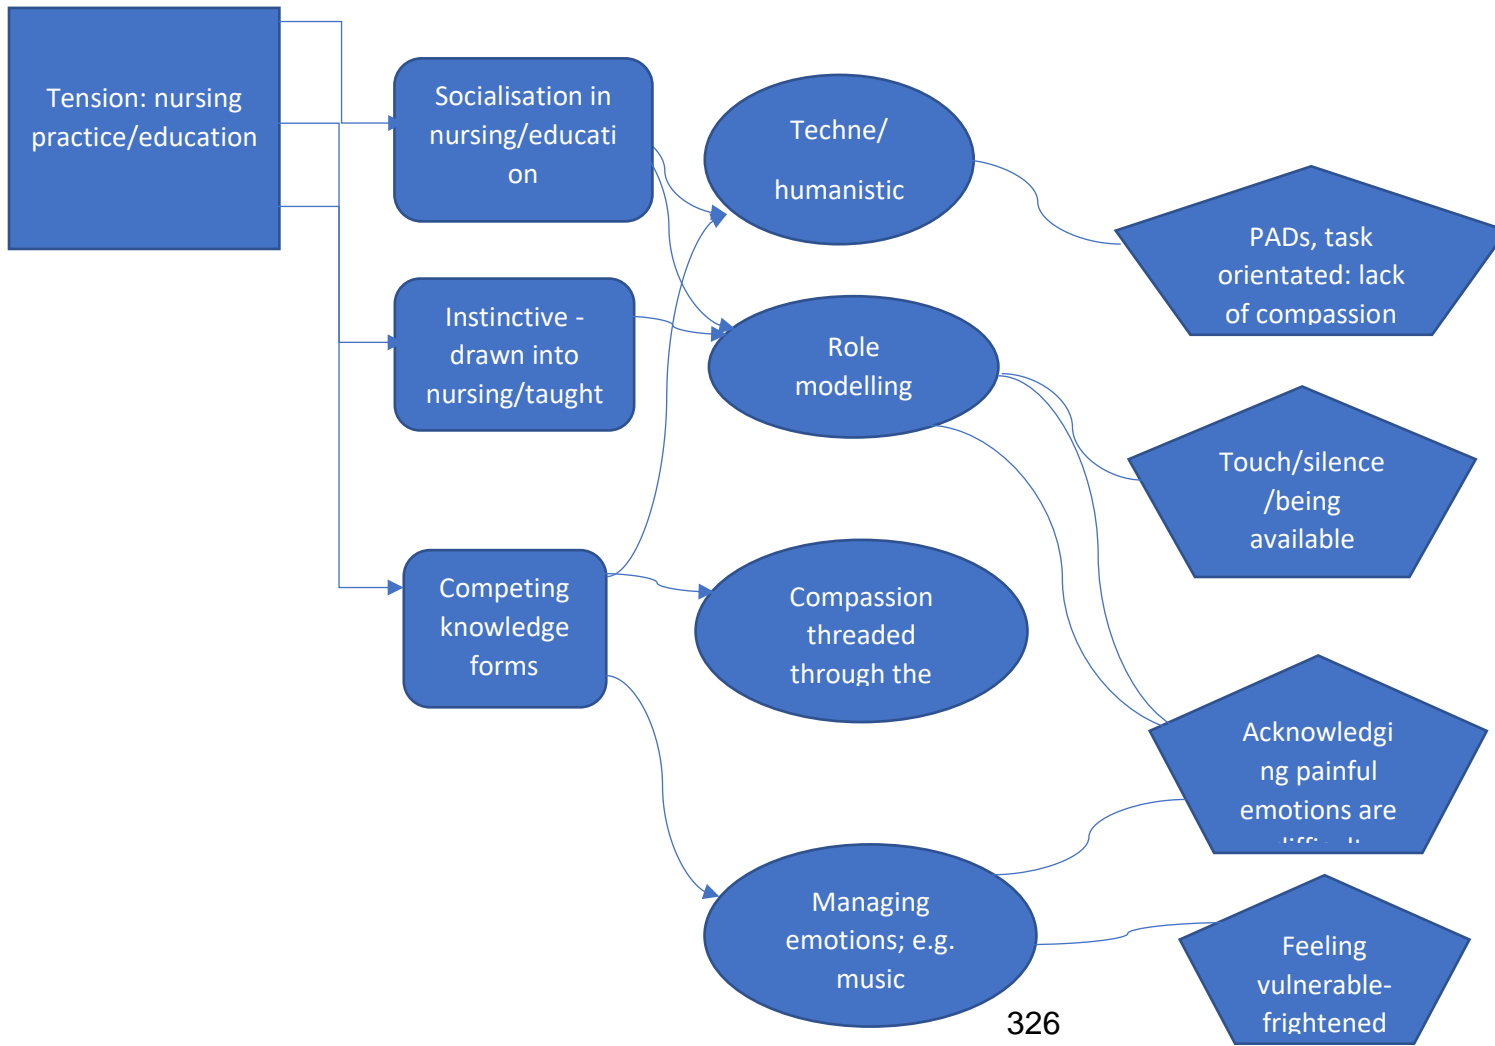 Tension: nursing
practice/education
Socialisation in
nursing/educati
on
Instinctive -
drawn into
nursing/taught
Competing
knowledge
forms
Techne/
humanistic
Role
modelling
Compassion
threaded
through the
Managing
emotions; e.g.
music
PADs, task
orientated: lack
of compassion
Touch/silence
/being
available
Acknowledgi
ng painful
emotions are
Feeling
vulnerable-
frightened
326